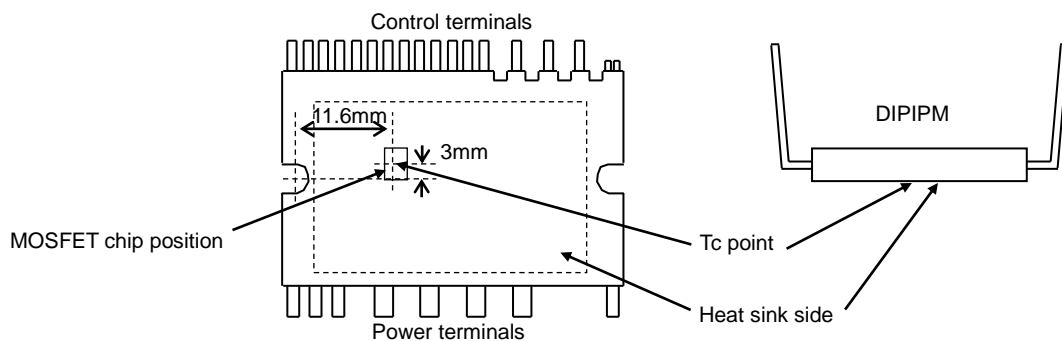 Control terminals
11.6mm
3mm
DIPIPM
MOSFET chip position
Tc point
Heat sink side
Power terminals